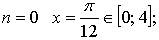 n = 0   x = π/12 ∈ [0; 4];